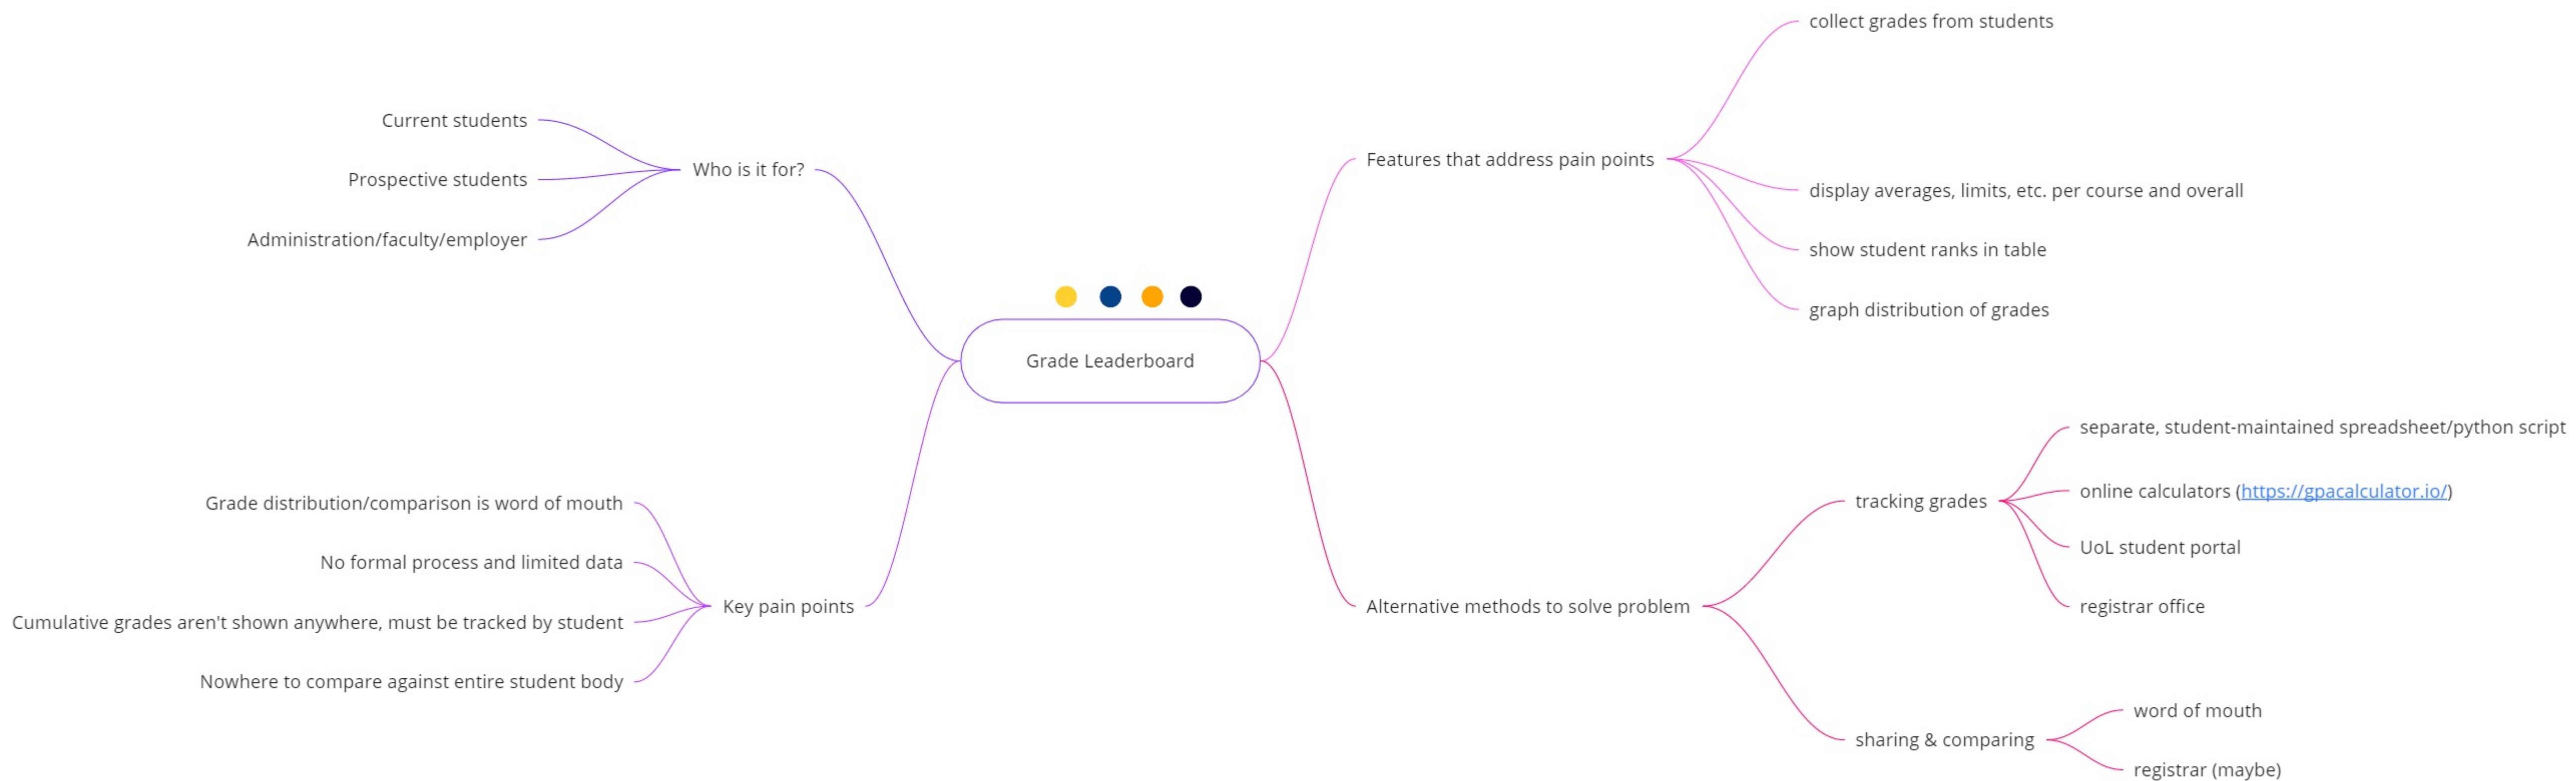 Grade Leaderboard
Who is it for?
Current students
Prospective students
Administration/faculty/employer
Key pain points
Grade distribution/comparison is word of mouth
No formal process and limited data
Cumulative grades aren't shown anywhere, must be tracked by student
Nowhere to compare against entire student body
Features that address pain points
collect grades from students
display averages, limits, etc. per course and overall
show student ranks in table
graph distribution of grades
Alternative methods to solve problem
tracking grades
separate, student-maintained spreadsheet/python script
online calculators (https://gpacalculator.io/)
UoL student portal
registrar office
sharing & comparing
word of mouth
registrar (maybe)